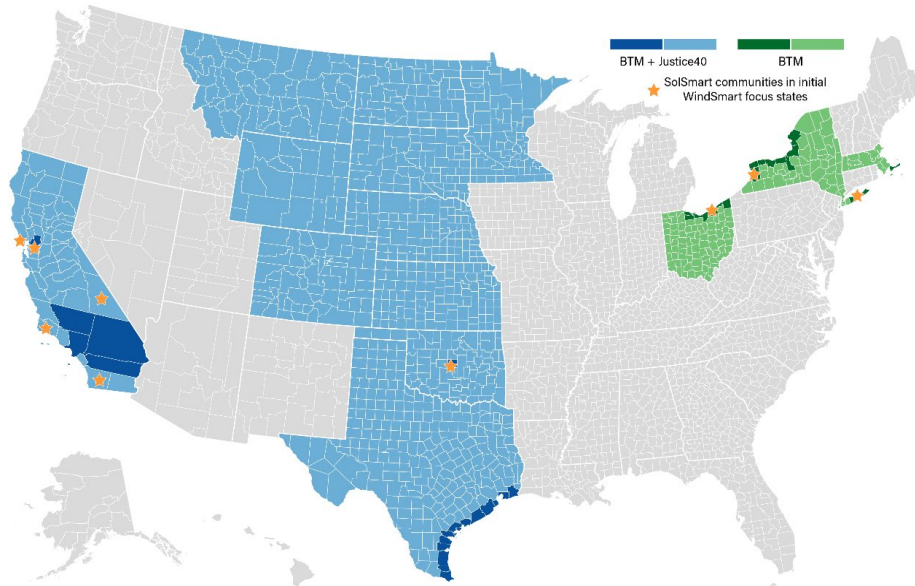 BTM + Justice40 BTM
SolSmart communities in initial
WindSmart focus states